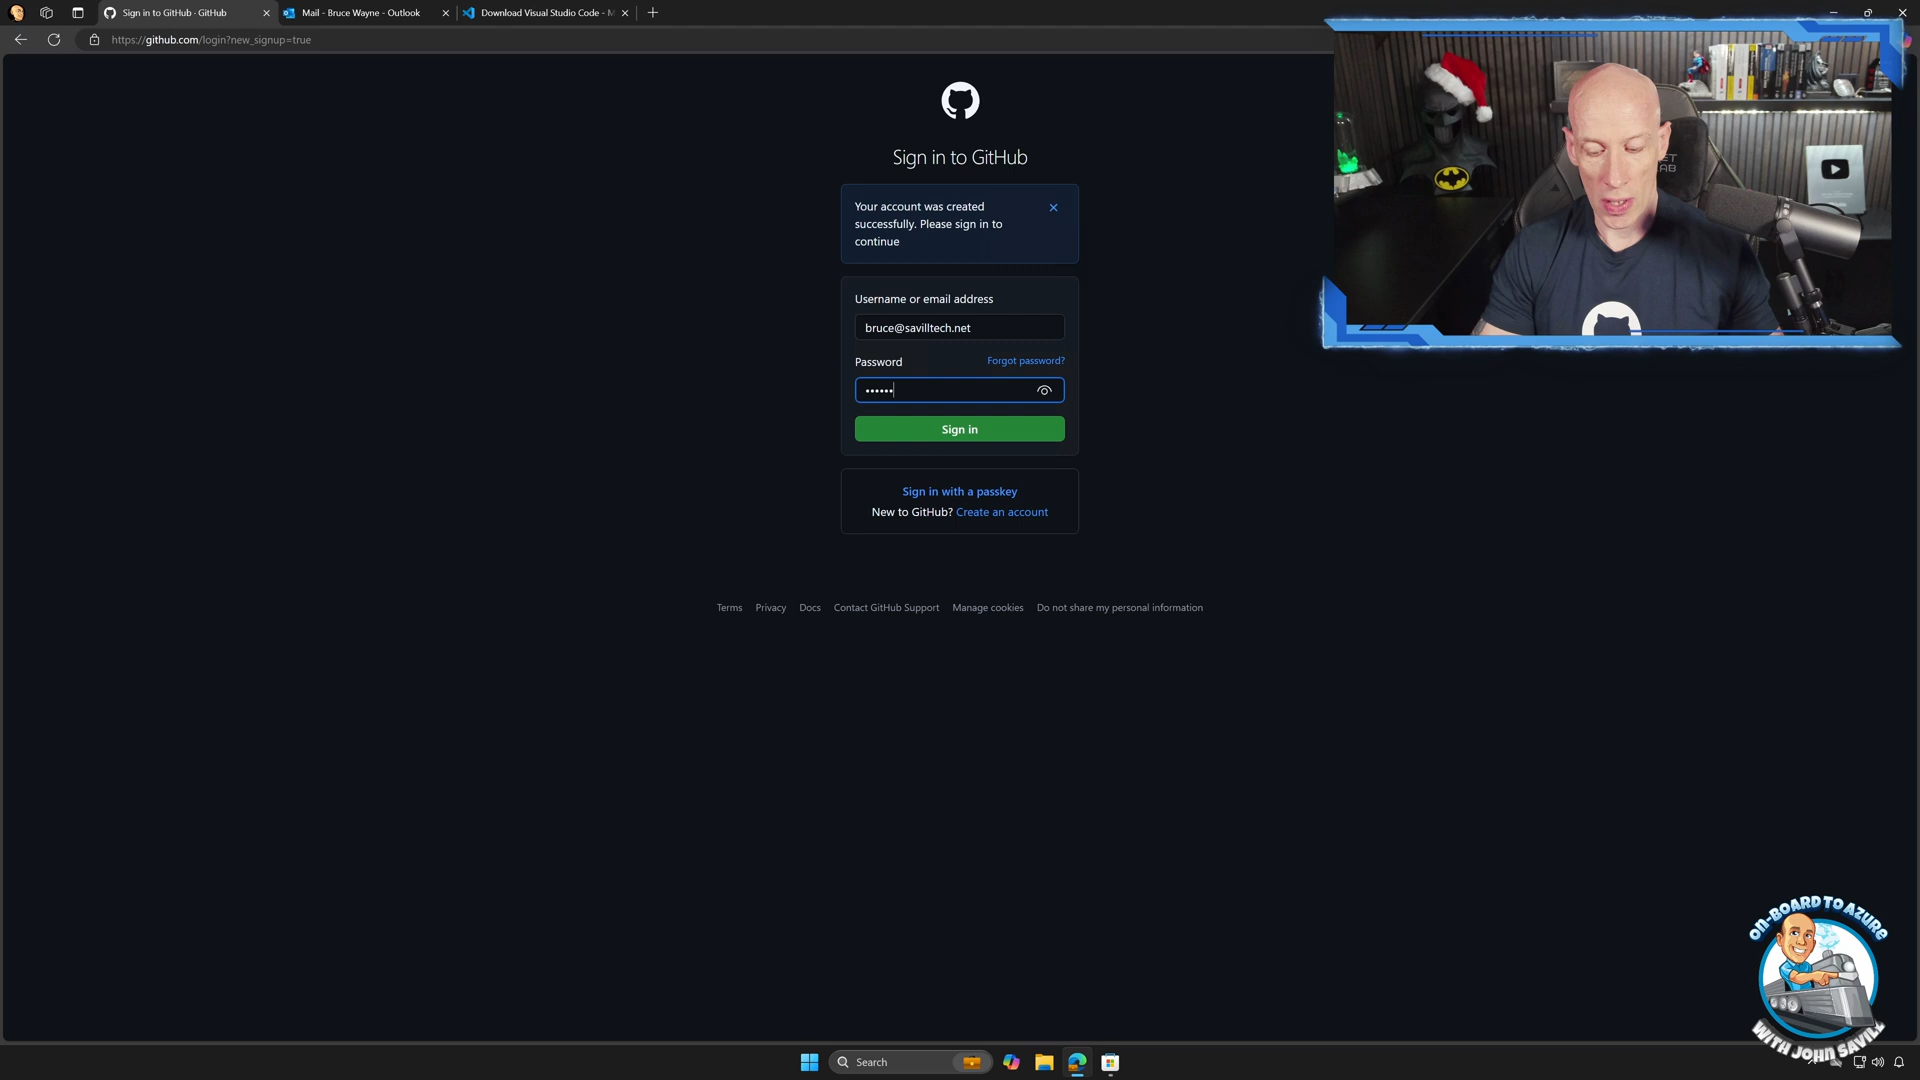 Sign in to GitHub · GitHub
Mail - Bruce Wayne - Outlook
Download Visual Studio Code - M
https://github.com/login?new_signup=true
Sign in to GitHub
Your account was created
successfully. Please sign in to
continue
Username or email address
bruce@savilltech.net
Password
Forgot password?
••••••
Sign in
Sign in with a passkey
New to GitHub? Create an account
Terms
Privacy
Docs
Contact GitHub Support
Manage cookies
Do not share my personal information
ON-BOARD TO AZURE
WITH JOHN SAVILL
Search